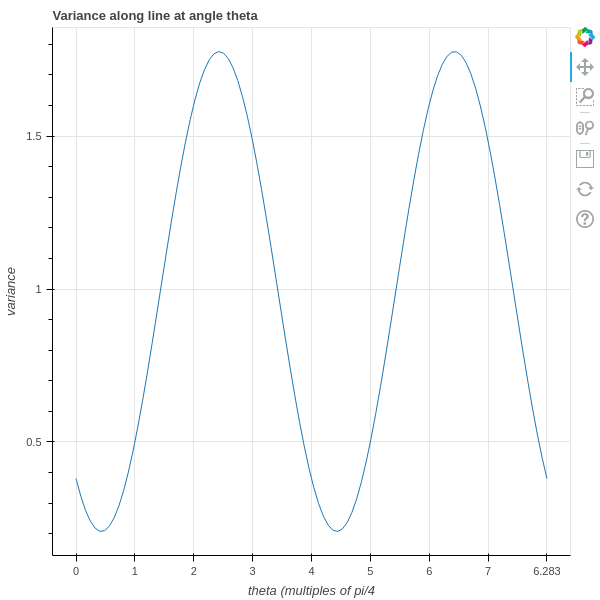 Variance along line at angle theta
1.5
1
0.5
variance
0 1 2 3 4 5 6 7 6.283
theta (multiples of pi/4